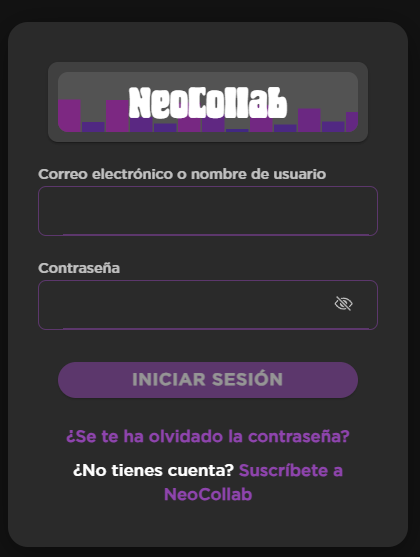 NeoCollab
Correo electrónico o nombre de usuario
Contraseña
INICIAR SESIÓN
¿Se te ha olvidado la contraseña?
¿No tienes cuenta? Suscríbete a
NeoCollab